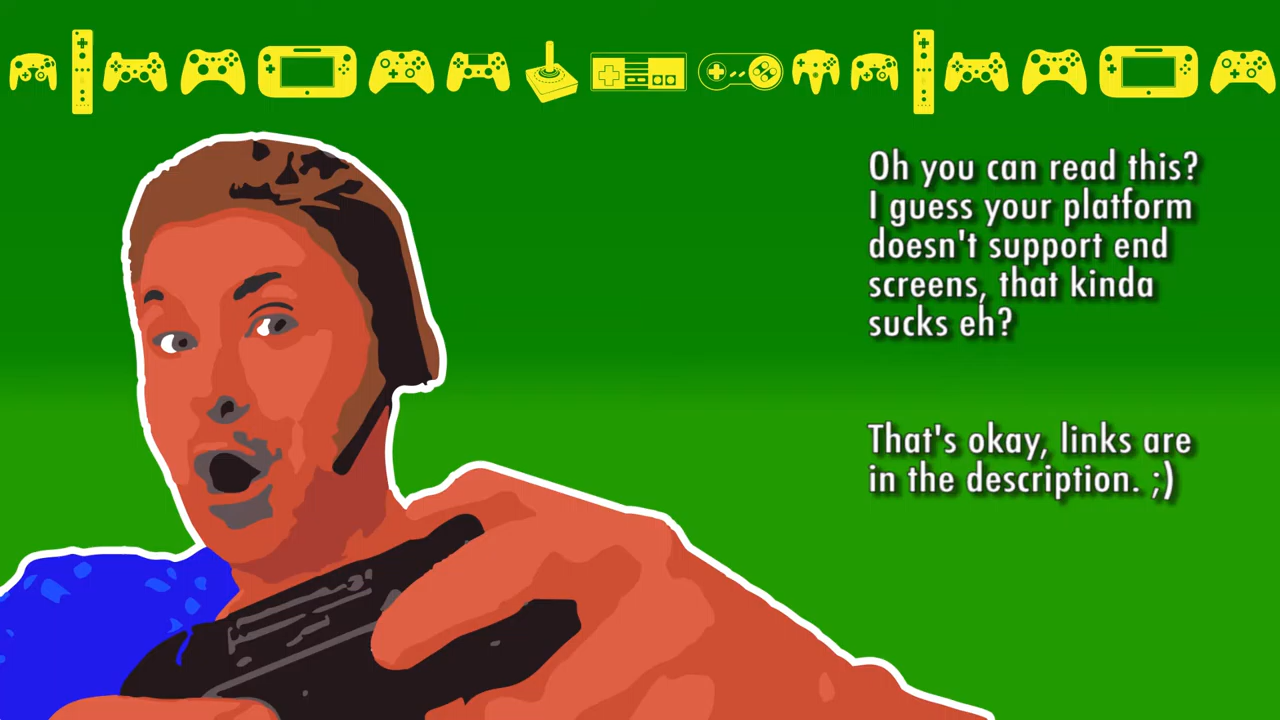 Oh you can read this?
I guess your platform
doesn't support end
screens, that kinda
sucks eh?
That's okay, links are
in the description. ;)